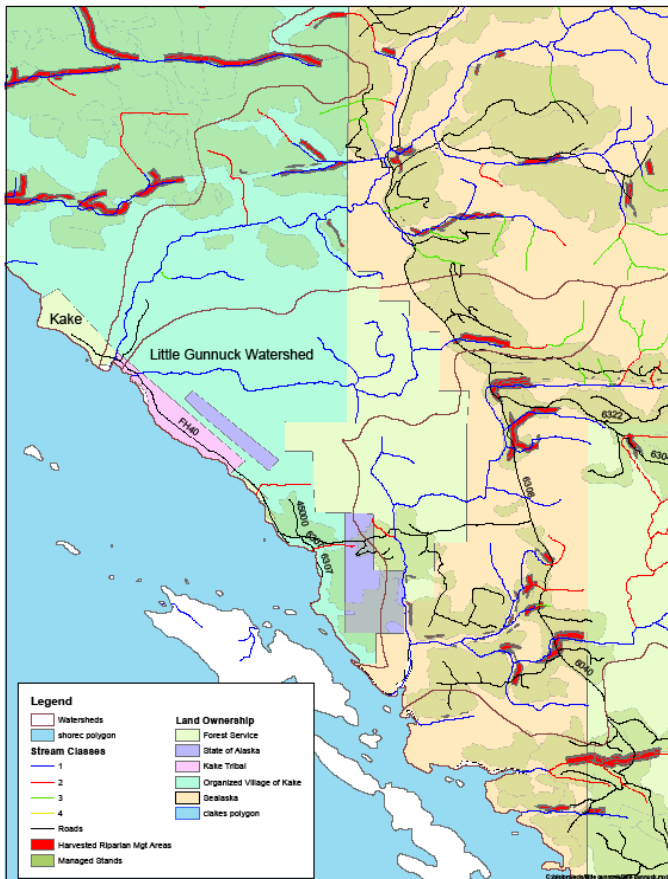 Kake
Little Gunnuck Watershed
FH40
6322
6308
45000
6307
6040
Legend
Watersheds
shorec polygon
Stream Classes
1
2
3
4
Roads
Harvested Riparian Mgt Areas
Managed Stands
Land Ownership
Forest Service
State of Alaska
Kake Tribal
Organized Village of Kake
Sealaska
clakes polygon